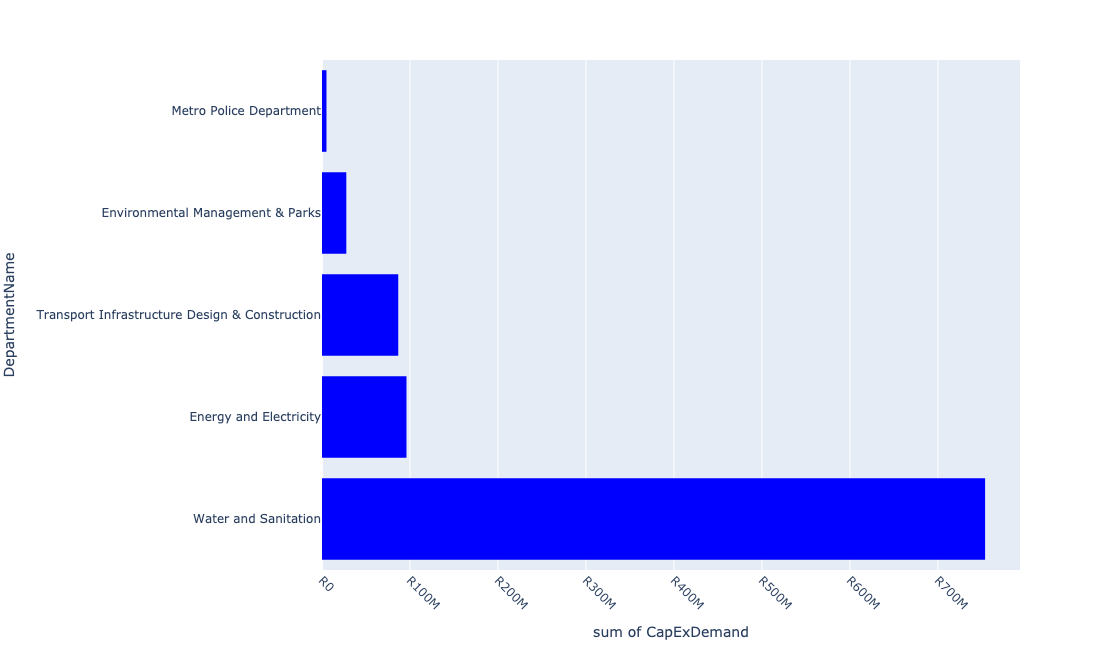 DepartmentName
Metro Police Department
Environmental Management & Parks
Transport Infrastructure Design & Construction
Energy and Electricity
Water and Sanitation
R0
R100M
R200M
R300M
R400M
R500M
R600M
R700M
sum of CapExDemand